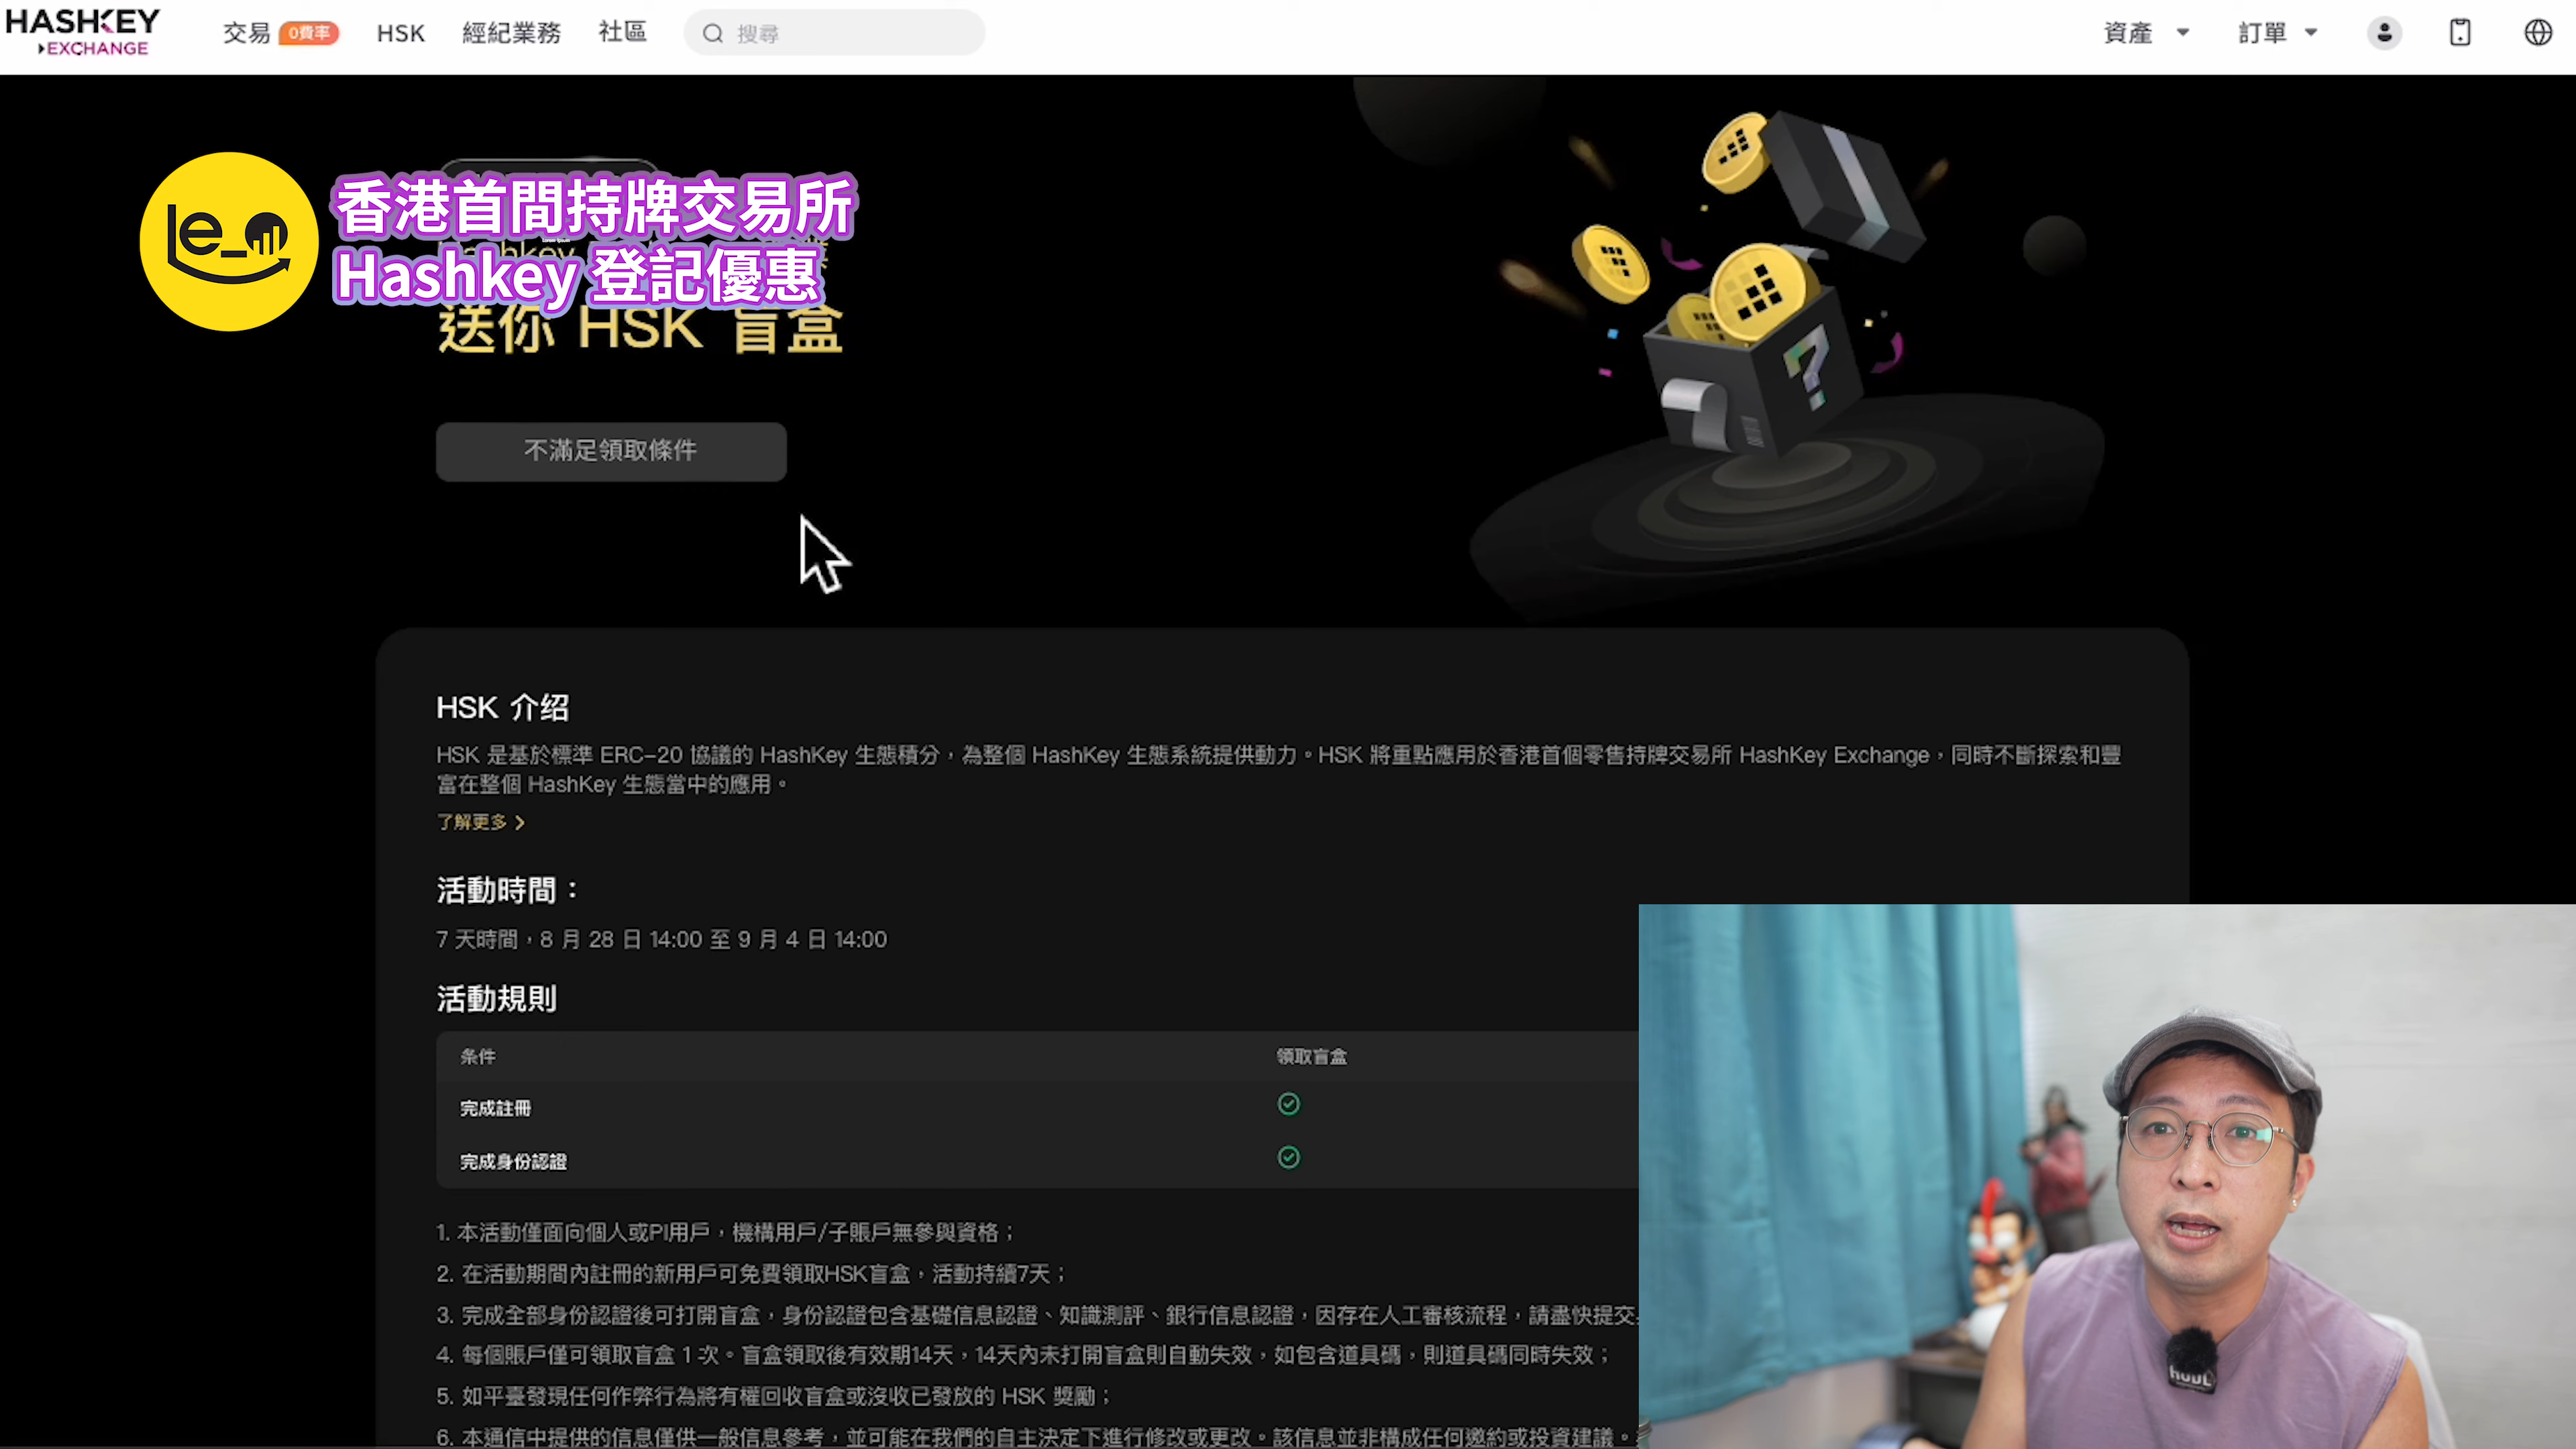 HASHKEY
EXCHANGE
交易 0費率 HSK 經紀業務 社區 搜尋 資產 訂單
le_
香港首間持牌交易所
Hashkey 登記優惠
送你 HSK 盲盒
不滿足領取條件
HSK 介紹
HSK 是基於標準 ERC-20 協議的 HashKey 生態積分，為整個 HashKey 生態系統提供動力。HSK 將重點應用於香港首個零售持牌交易所 HashKey Exchange，同時不斷探索和豐
富在整個 HashKey 生態當中的應用。
了解更多 >
活動時間：
7 天時間，8 月 28 日 14:00 至 9 月 4 日 14:00
活動規則
条件 領取盲盒
完成註冊
完成身份認證
1. 本活動僅面向個人或PI用戶，機構用戶/子賬戶無參與資格；
2. 在活動期間內註冊的新用戶可免費領取HSK盲盒，活動持續7天；
3. 完成全部身份認證後可打開盲盒，身份認證包含基礎信息認證、知識測評、銀行信息認證，因存在人工審核流程，請盡快提交
4. 每個賬戶僅可領取盲盒 1 次。盲盒領取後有效期14天，14天內未打開盲盒則自動失效，如包含道具碼，則道具碼同時失效；
5. 如平臺發現任何作弊行為將有權回收盲盒或沒收已發放的 HSK 獎勵；
6. 本通信中提供的信息僅供一般信息參考，並可能在我們的自主決定下進行修改或更改。該信息並非構成任何邀約或投資建議。
HODL